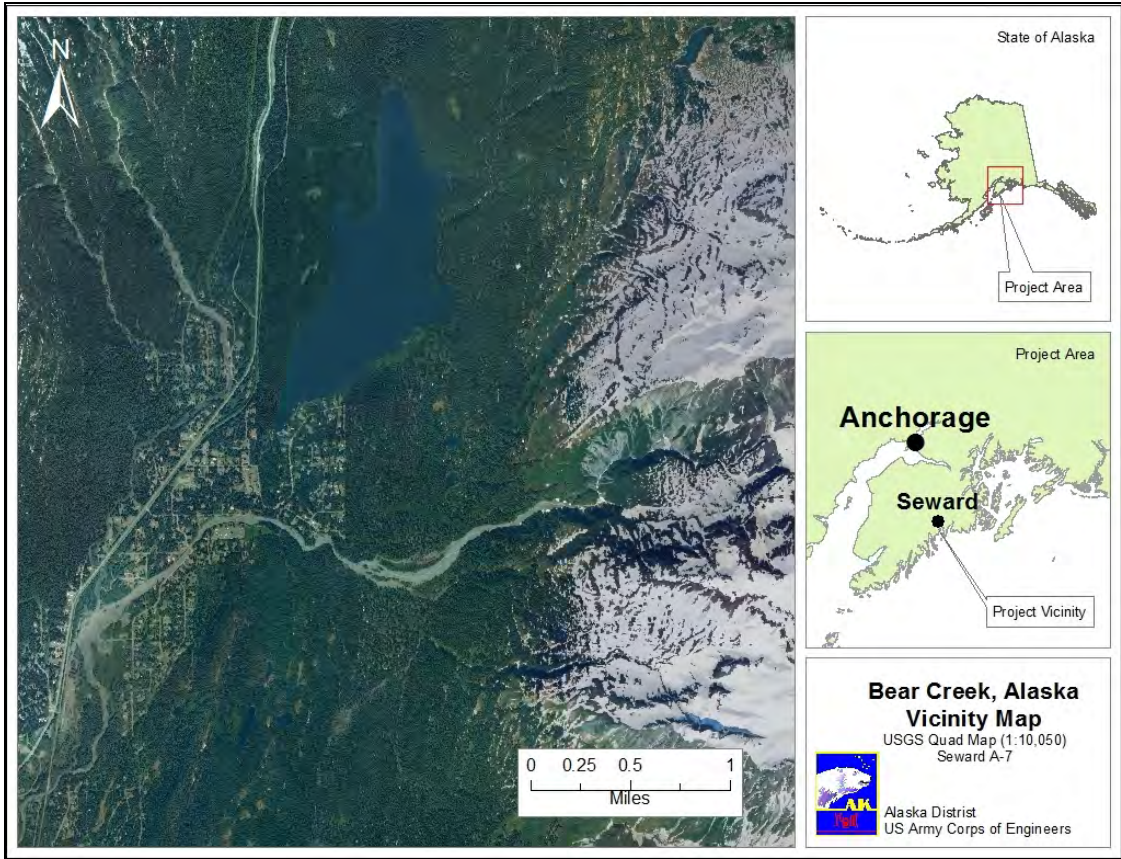 N
0 0.25 0.5 1
Miles
State of Alaska
Project Area
Project Area
Anchorage
Seward
Project Vicinity
Bear Creek, Alaska
Vicinity Map
USGS Quad Map (1:10,050)
Seward A-7
AK
Alaska District
US Army Corps of Engineers